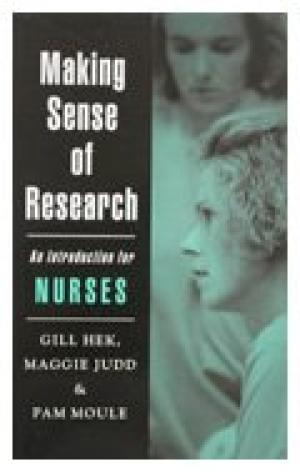 Making
Sense
of
Research
An Introduction for
NURSES
GILL HEK,
MAGGIE JUDD
&
PAM MOULE